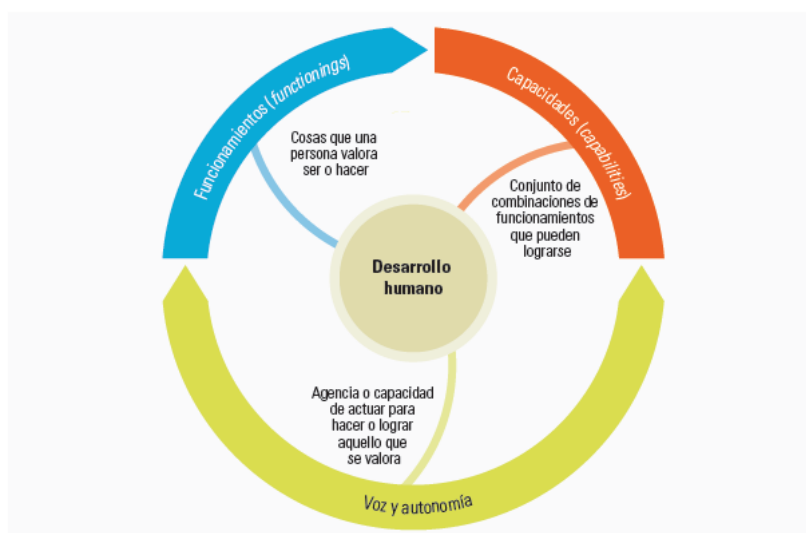 Funcionamientos (functionings)
Capacidades (capabilities)
Cosas que una
persona valora
ser o hacer
Conjunto de
combinaciones de
funcionamientos
que pueden
lograrse
Desarrollo
humano
Agencia o capacidad
de actuar para
hacer o lograr
aquello que
se valora
Voz y autonomía